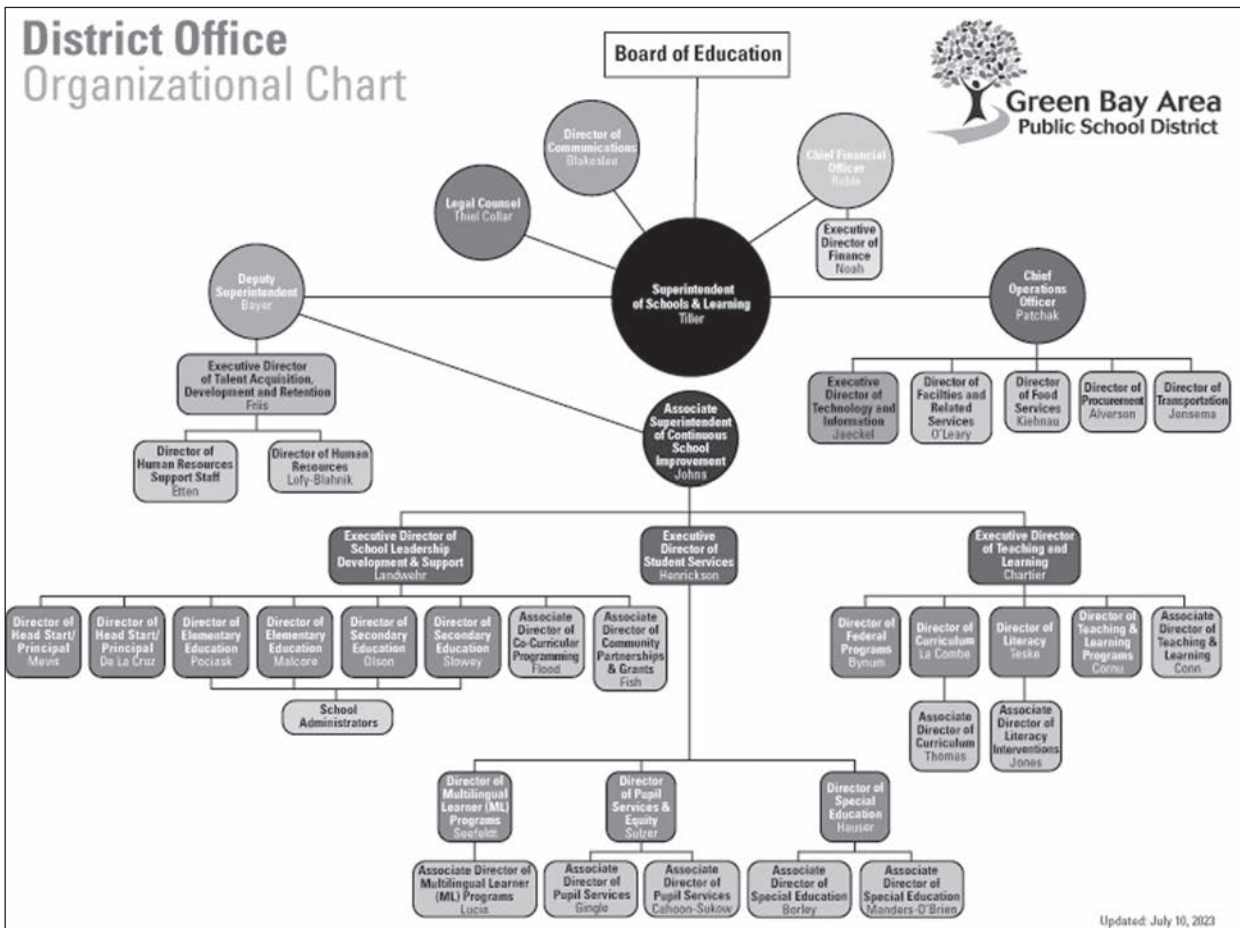 District Office
Organizational Chart
Board of Education
Green Bay Area
Public School District
Director of
Communications
Blakeslee
Chief Financial
Officer
Ruble
Legal Counsel
Thiel Collar
Executive
Director of
Finance
Noah
Deputy
Superintendent
Bayer
Superintendent
of Schools & Learning
Tiller
Chief
Operations
Officer
Patchak
Executive Director
of Talent Acquisition,
Development and Retention
Friis
Director of
Human Resources
Support Staff
Etten
Director of Human
Resources
Lofy-Blahnik
Associate
Superintendent
of Continuous
School
Improvement
Johns
Executive
Director of
Technology and
Information
Jaeckel
Director of
Facilties and
Related
Services
O'Leary
Director
of Food
Services
Kiehnau
Director of
Procurement
Alverson
Director of
Transportation
Jensema
Executive Director of
School Leadership
Development & Support
Landwehr
Executive
Director of
Student Services
Henrickson
Executive Director
of Teaching and
Learning
Chartier
Director of
Head Start/
Principal
Mevis
Director of
Head Start/
Principal
De La Cruz
Director of
Elementary
Education
Pociask
Director of
Elementary
Education
Malcore
Director of
Secondary
Education
Olson
Director of
Secondary
Education
Slowey
Associate
Director of
Co-Curricular
Programming
Flood
Associate
Director of
Community
Partnerships
& Grants
Fish
School
Administrators
Director of
Federal
Programs
Bynum
Director of
Curriculum
La Combe
Director of
Literacy
Teske
Director of
Teaching &
Learning
Programs
Cornu
Associate
Director of
Teaching &
Learning
Conn
Associate
Director of
Curriculum
Thomas
Associate
Director of
Literacy
Interventions
Jones
Director of
Multilingual
Learner (ML)
Programs
Seefeldt
Director
of Pupil
Services &
Equity
Sulzer
Director of
Special
Education
Hauser
Associate Director of
Multilingual Learner
(ML) Programs
Lucia
Associate
Director of
Pupil Services
Gingle
Associate
Director of
Pupil Services
Cahoon-Sukow
Associate
Director of
Special Education
Borley
Associate
Director of
Special Education
Manders-O'Brien
Updated: July 10, 2023